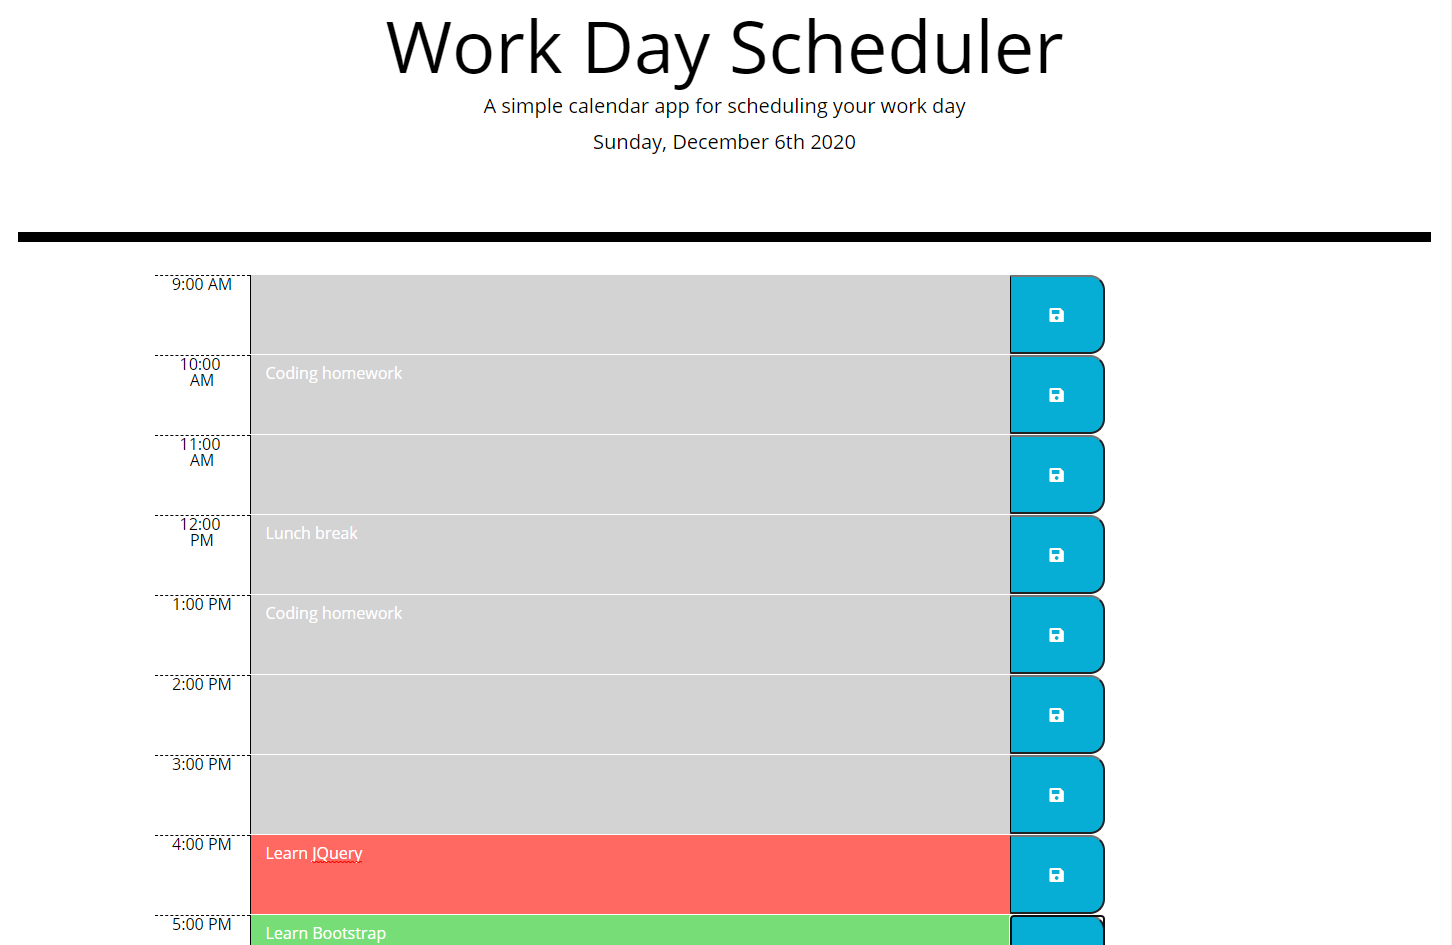 Work Day Scheduler
A simple calendar app for scheduling your work day
Sunday, December 6th 2020
9:00 AM
10:00
AM
Coding homework
11:00
AM
12:00
PM
Lunch break
1:00 PM
Coding homework
2:00 PM
3:00 PM
4:00 PM
Learn JQuery
5:00 PM
Learn Bootstrap